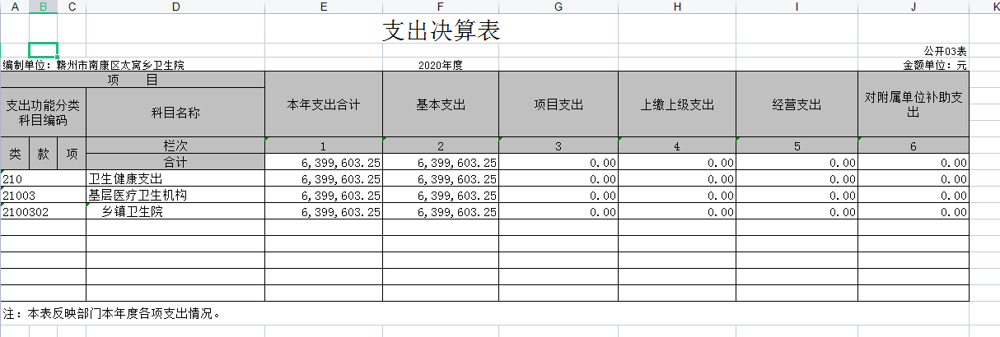 A B C D E F G H I J K
支出决算表
公开03表
编制单位：赣州市南康区太窝乡卫生院 2020年度 金额单位：元
项 目 本年支出合计 基本支出 项目支出 上缴上级支出 经营支出 对附属单位补助支出
支出功能分类科目编码 科目名称
类 款 项 栏次 1 2 3 4 5 6
合计 6,399,603.25 6,399,603.25 0.00 0.00 0.00 0.00
210 卫生健康支出 6,399,603.25 6,399,603.25 0.00 0.00 0.00 0.00
21003 基层医疗卫生机构 6,399,603.25 6,399,603.25 0.00 0.00 0.00 0.00
2100302 乡镇卫生院 6,399,603.25 6,399,603.25 0.00 0.00 0.00 0.00
注：本表反映部门本年度各项支出情况。